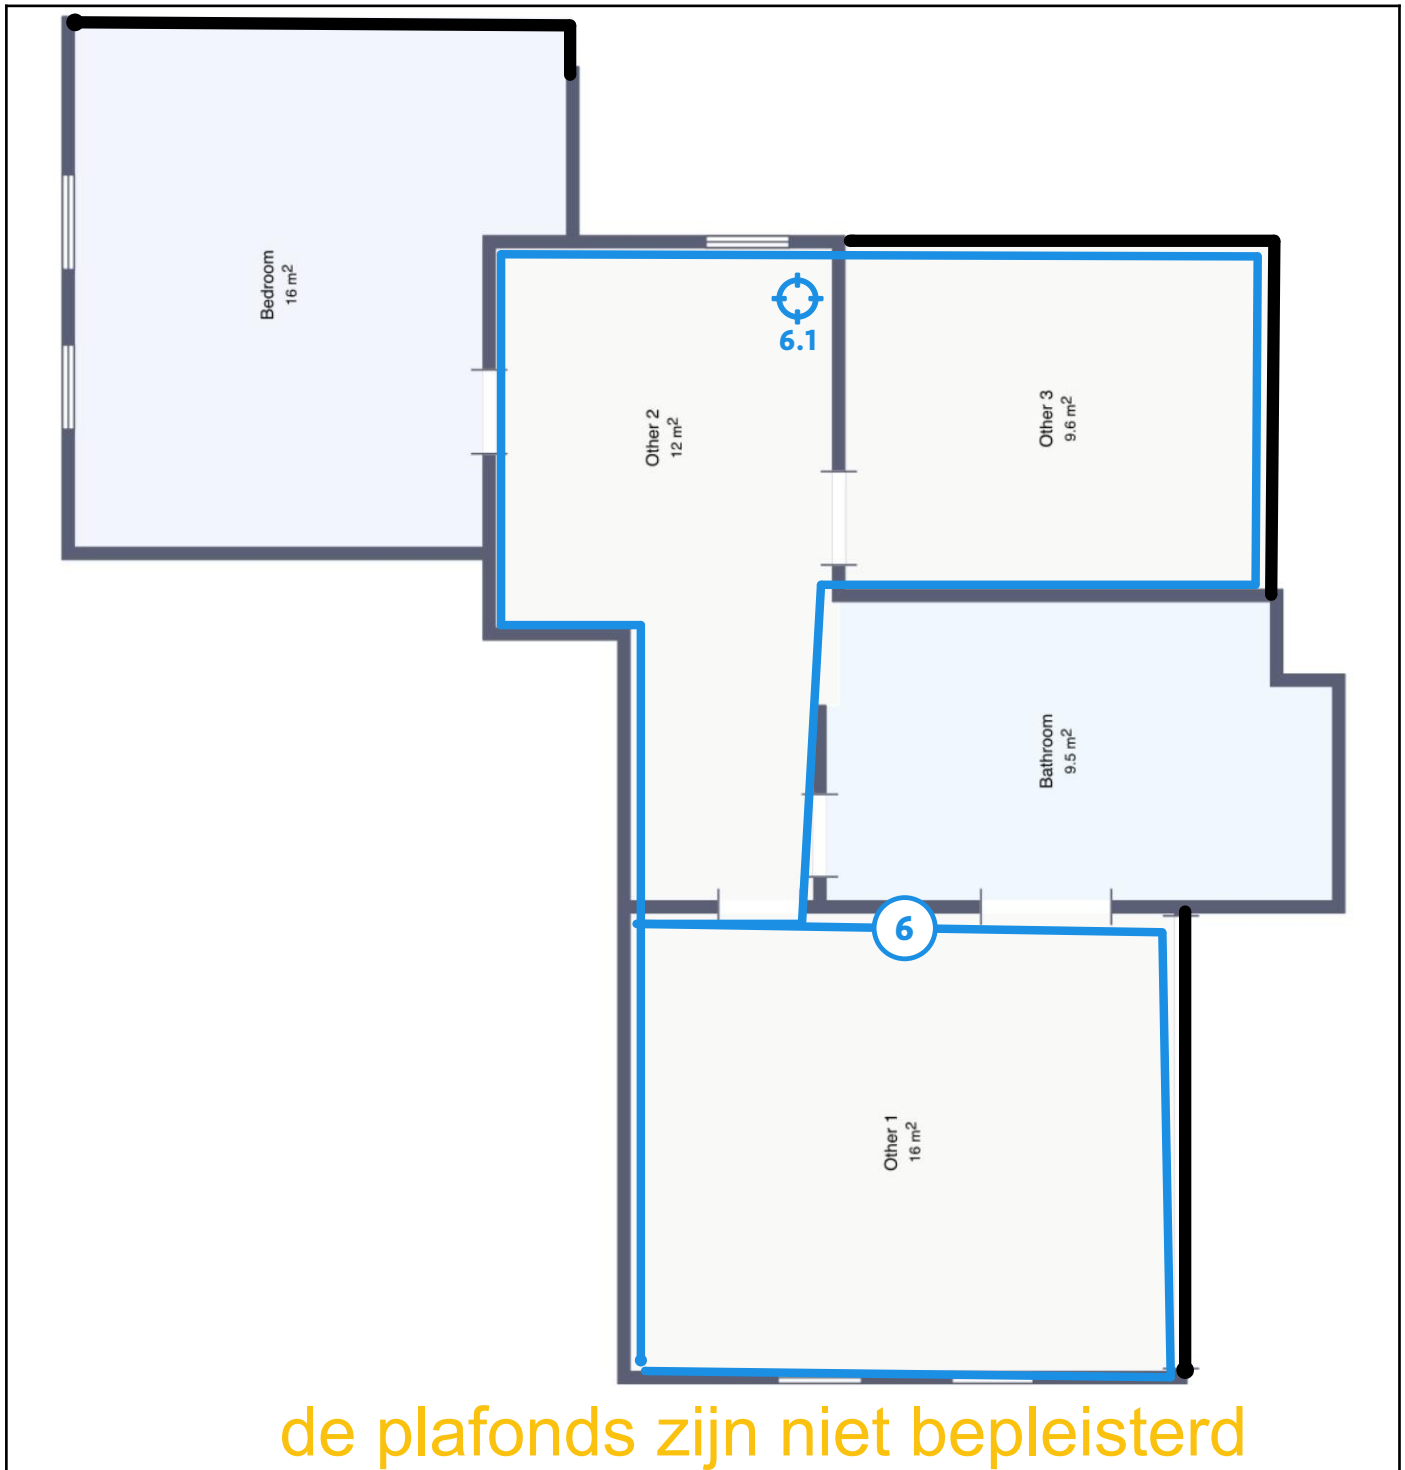 Bedroom
16 m²
6.1
Other 2
12 m²
Other 3
9.6 m²
Bathroom
9.5 m²
6
Other 1
16 m²
de plafonds zijn niet bepleisterd